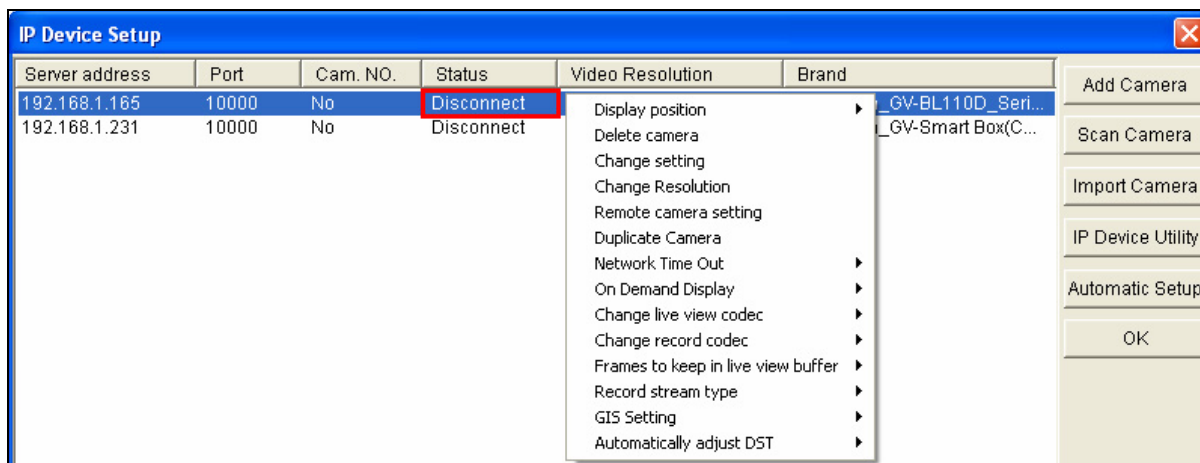 IP Device Setup
Server address Port Cam. NO. Status Video Resolution Brand
192.168.1.165 10000 No Disconnect _GV-BL110D_Seri...
192.168.1.231 10000 No Disconnect _GV-Smart Box(C...
Display position
Delete camera
Change setting
Change Resolution
Remote camera setting
Duplicate Camera
Network Time Out
On Demand Display
Change live view codec
Change record codec
Frames to keep in live view buffer
Record stream type
GIS Setting
Automatically adjust DST
Add Camera
Scan Camera
Import Camera
IP Device Utility
Automatic Setup
OK